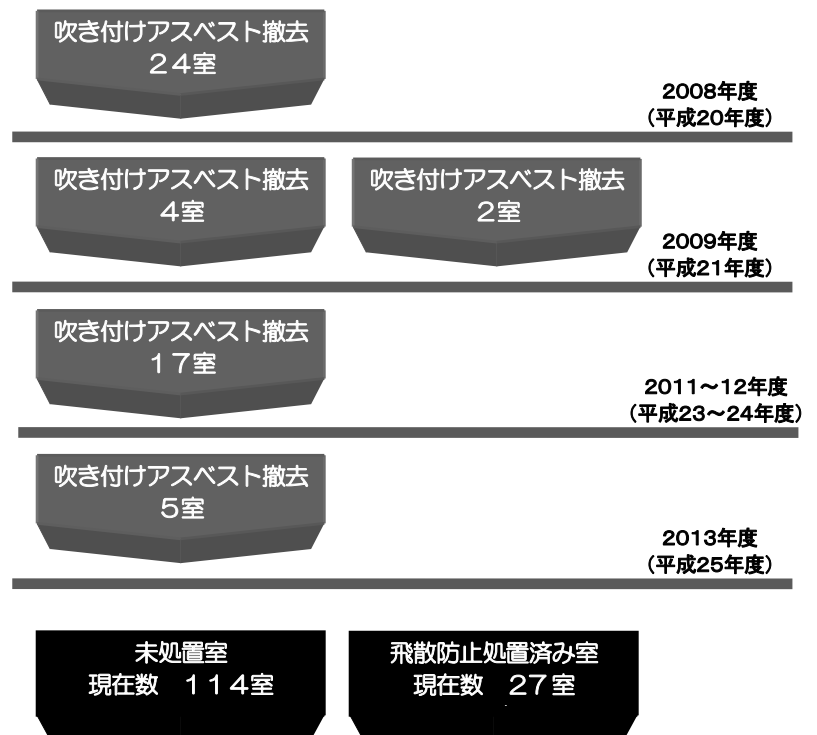 吹き付けアスベスト撤去
２４室
2008年度
（平成20年度）
吹き付けアスベスト撤去
４室
吹き付けアスベスト撤去
２室
2009年度
（平成21年度）
吹き付けアスベスト撤去
１７室
2011～12年度
（平成23～24年度）
吹き付けアスベスト撤去
５室
2013年度
（平成25年度）
未処置室
現在数　１１４室
飛散防止処置済み室
現在数　２７室